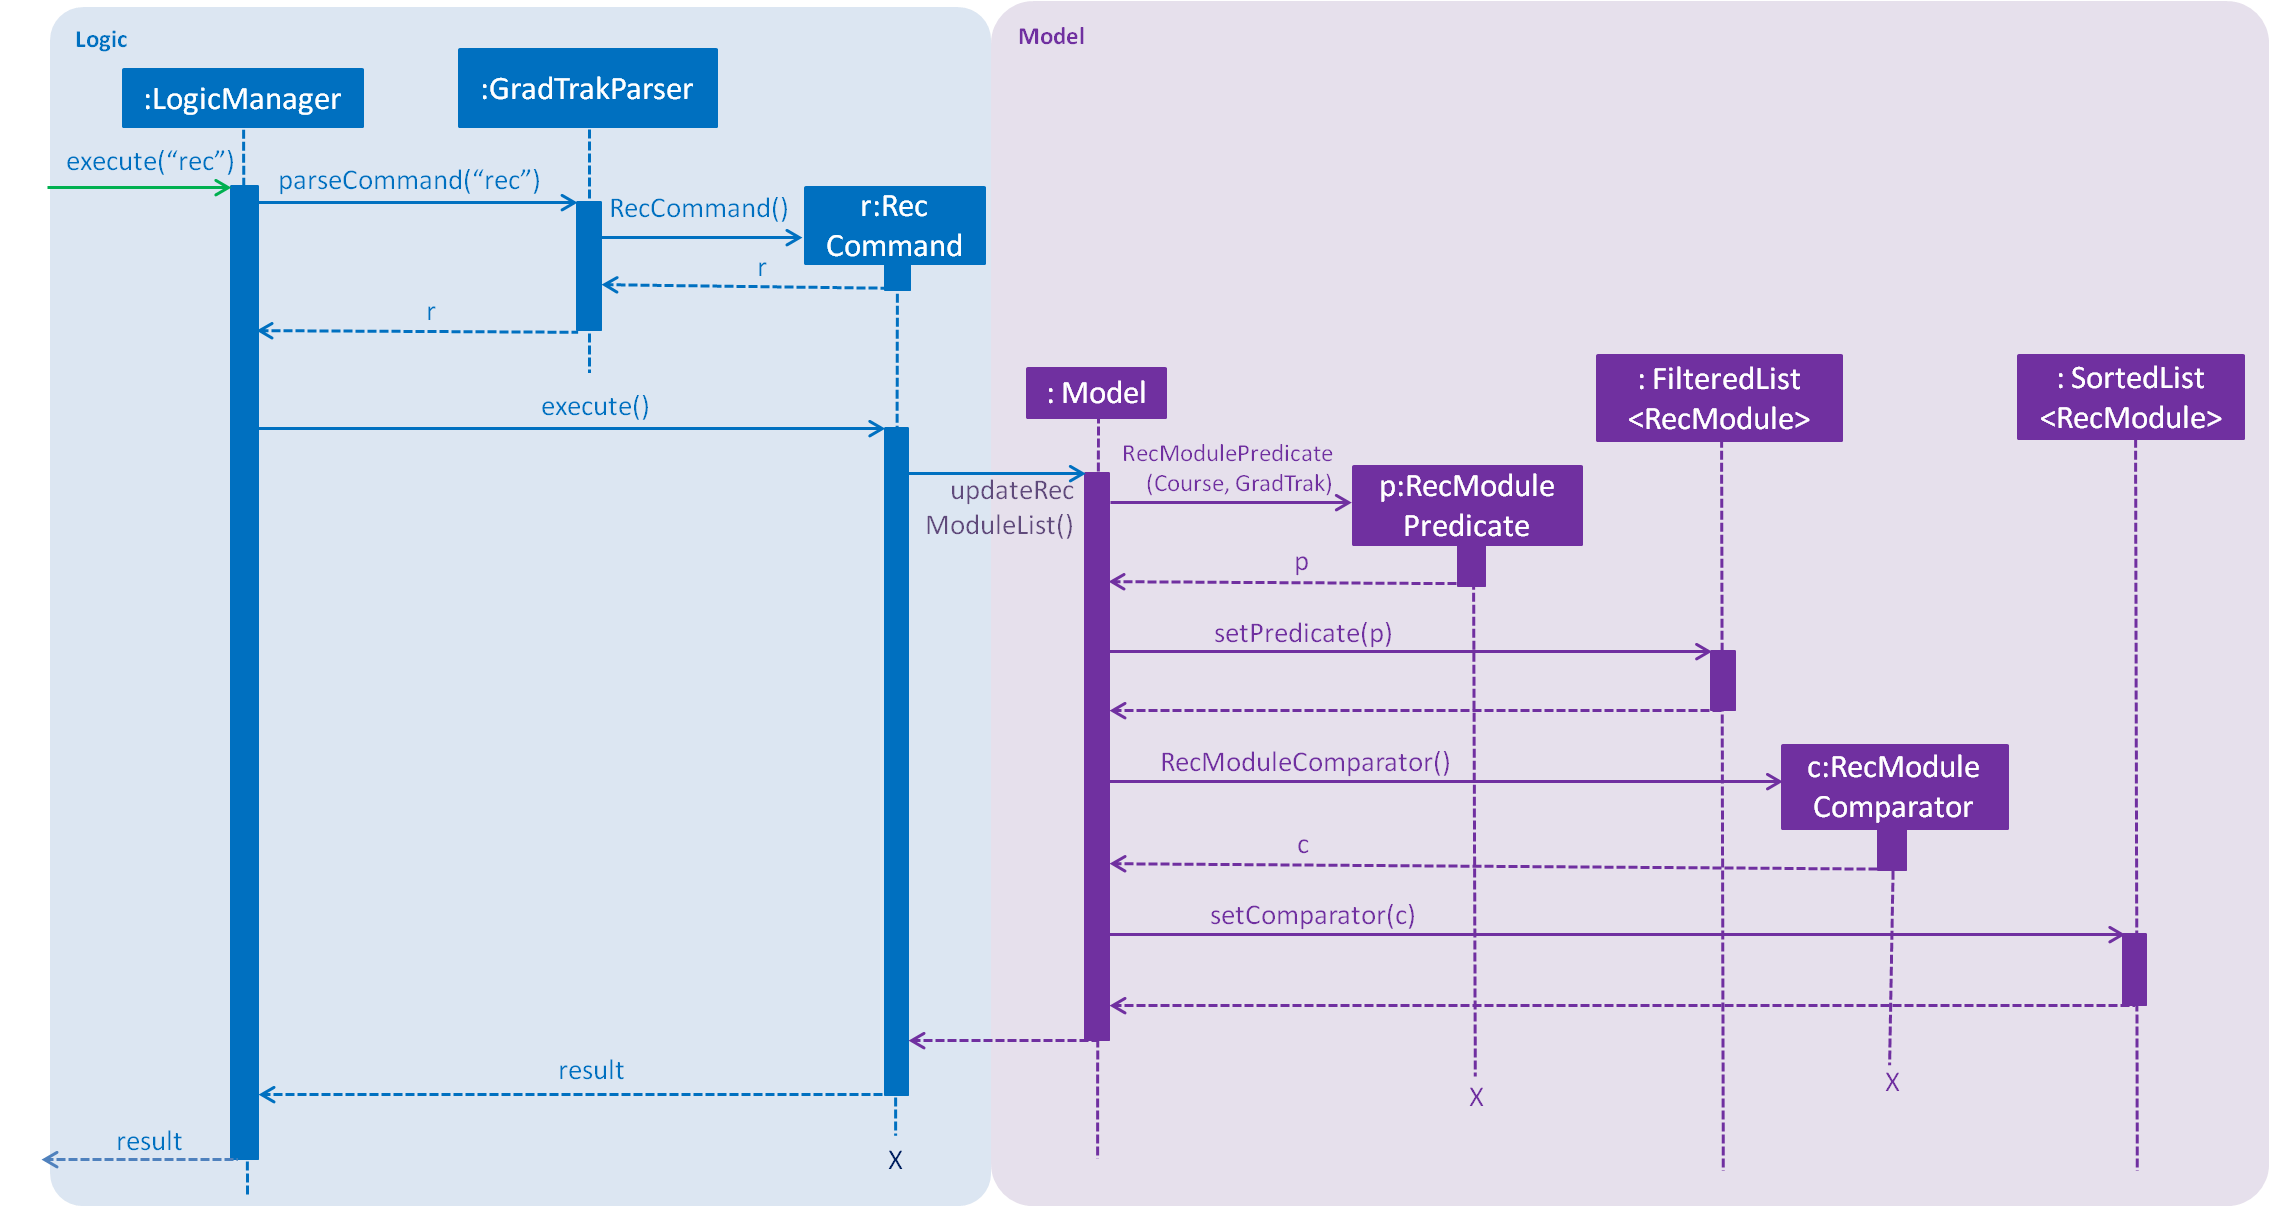 Logic
Model
:LogicManager
:GradTrakParser
execute(“rec”)
parseCommand(“rec”)
RecCommand()
r:Rec
Command
r
r
execute()
: Model
: FilteredList
<RecModule>
: SortedList
<RecModule>
updateRec
ModuleList()
RecModulePredicate
(Course, GradTrak)
p:RecModule
Predicate
p
setPredicate(p)
RecModuleComparator()
c:RecModule
Comparator
c
setComparator(c)
result
X
X
result
X